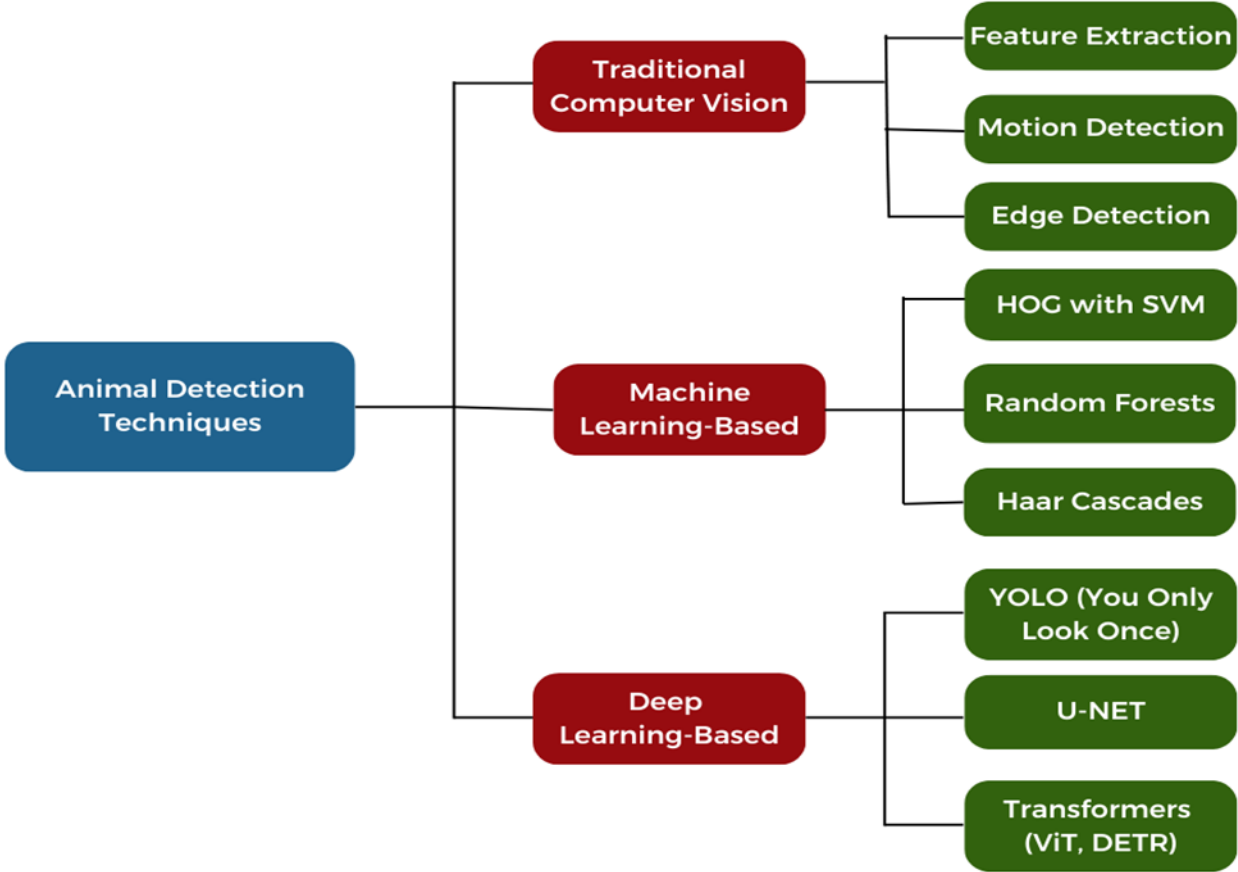 Animal Detection
Techniques
Traditional
Computer Vision
Feature Extraction
Motion Detection
Edge Detection
Machine
Learning-Based
HOG with SVM
Random Forests
Haar Cascades
Deep
Learning-Based
YOLO (You Only
Look Once)
U-NET
Transformers
(ViT, DETR)